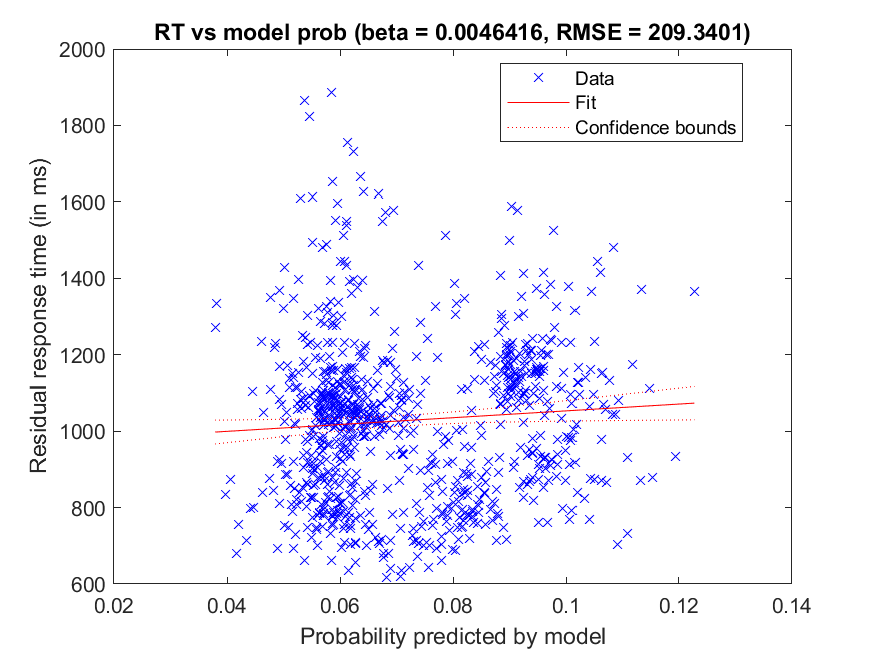 RT vs model prob (beta = 0.0046416, RMSE = 209.3401)
2000
1800
1600
1400
1200
1000
800
600
Residual response time (in ms)
Data
Fit
Confidence bounds
0.02 0.04 0.06 0.08 0.1 0.12 0.14
Probability predicted by model